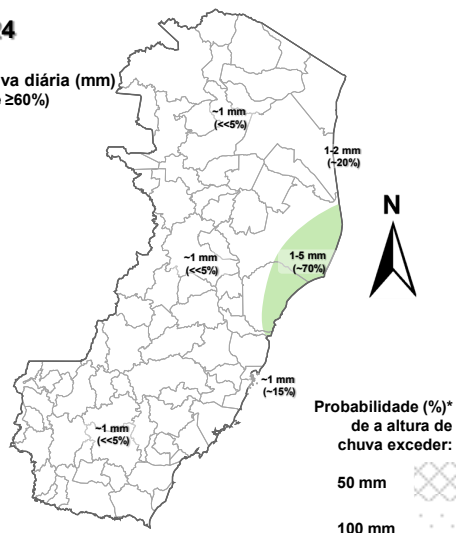 24
va diária (mm)
≥60%)
~1 mm
(<<5%)
1-2 mm
(~20%)
N
~1 mm
(<<5%)
1-5 mm
(~70%)
~1 mm
(~15%)
~1 mm
(<<5%)
Probabilidade (%)*
de a altura de
chuva exceder:
50 mm
100 mm